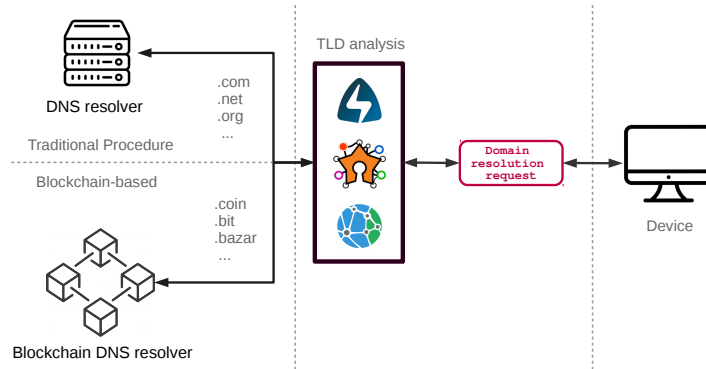 TLD analysis
.com
.net
.org
...
DNS resolver
Traditional Procedure
Blockchain-based
.coin
.bit
.bazar
...
Blockchain DNS resolver
Domain
resolution
request
Device